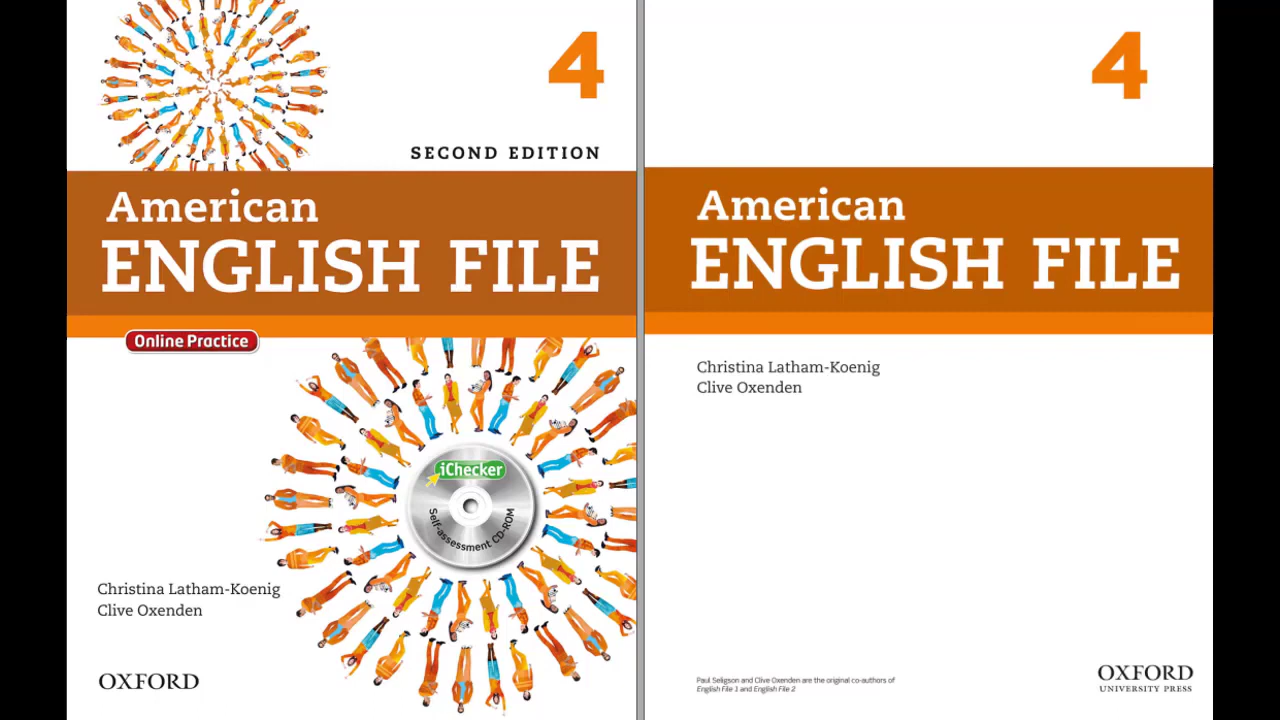 4
SECOND EDITION
American
ENGLISH FILE
Online Practice
iChecker
Self-assessment CD-ROM
Christina Latham-Koenig
Clive Oxenden
OXFORD
4
American
ENGLISH FILE
Christina Latham-Koenig
Clive Oxenden
Paul Seligson and Clive Oxenden are the original co-authors of
English File 1 and English File 2
OXFORD
UNIVERSITY PRESS